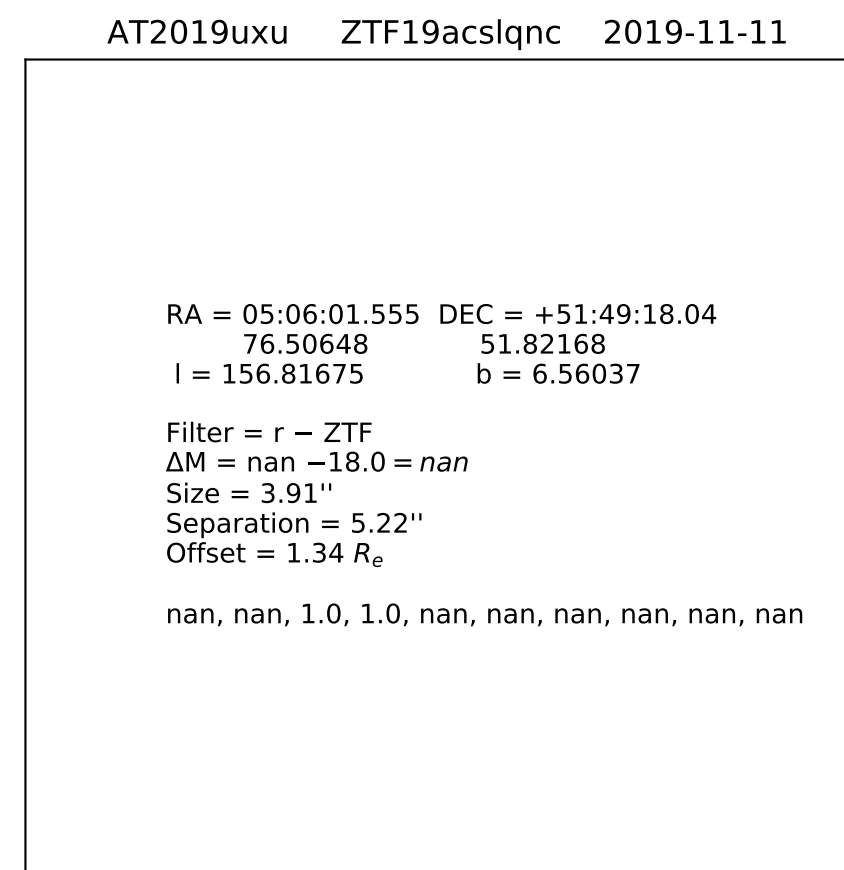 AT2019uxu ZTF19acslqnc 2019-11-11
RA = 05:06:01.555 DEC = +51:49:18.04
76.50648 51.82168
l = 156.81675 b = 6.56037
Filter = r − ZTF
ΔM = nan −18.0 = nan
Size = 3.91''
Separation = 5.22''
Offset = 1.34 Rₑ
nan, nan, 1.0, 1.0, nan, nan, nan, nan, nan, nan